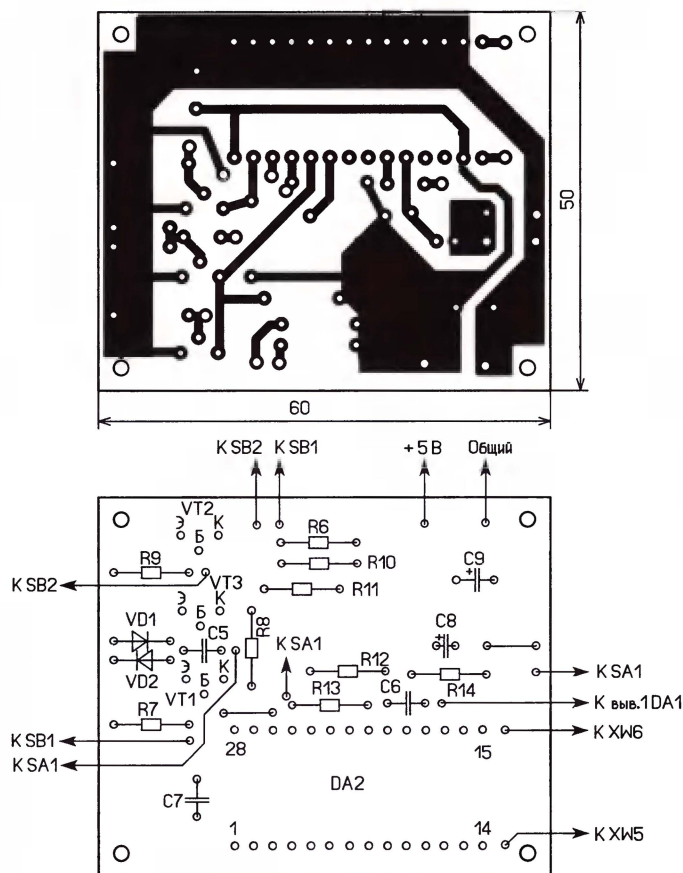 50
60
К SB2 К SB1 +5 В Общий
VT2
Э Б К
R6
R10
R9
C9
+
К SB2
VT3
R11
Э Б К
VD1
C5
R8
C8
+
К SA1
К SA1
VD2
R12
Э Б К
VT1
R13
C6
R14
К выв.1 DA1
R7
28
15
К XW6
К SB1
К SA1
DA2
C7
1
14
К XW5